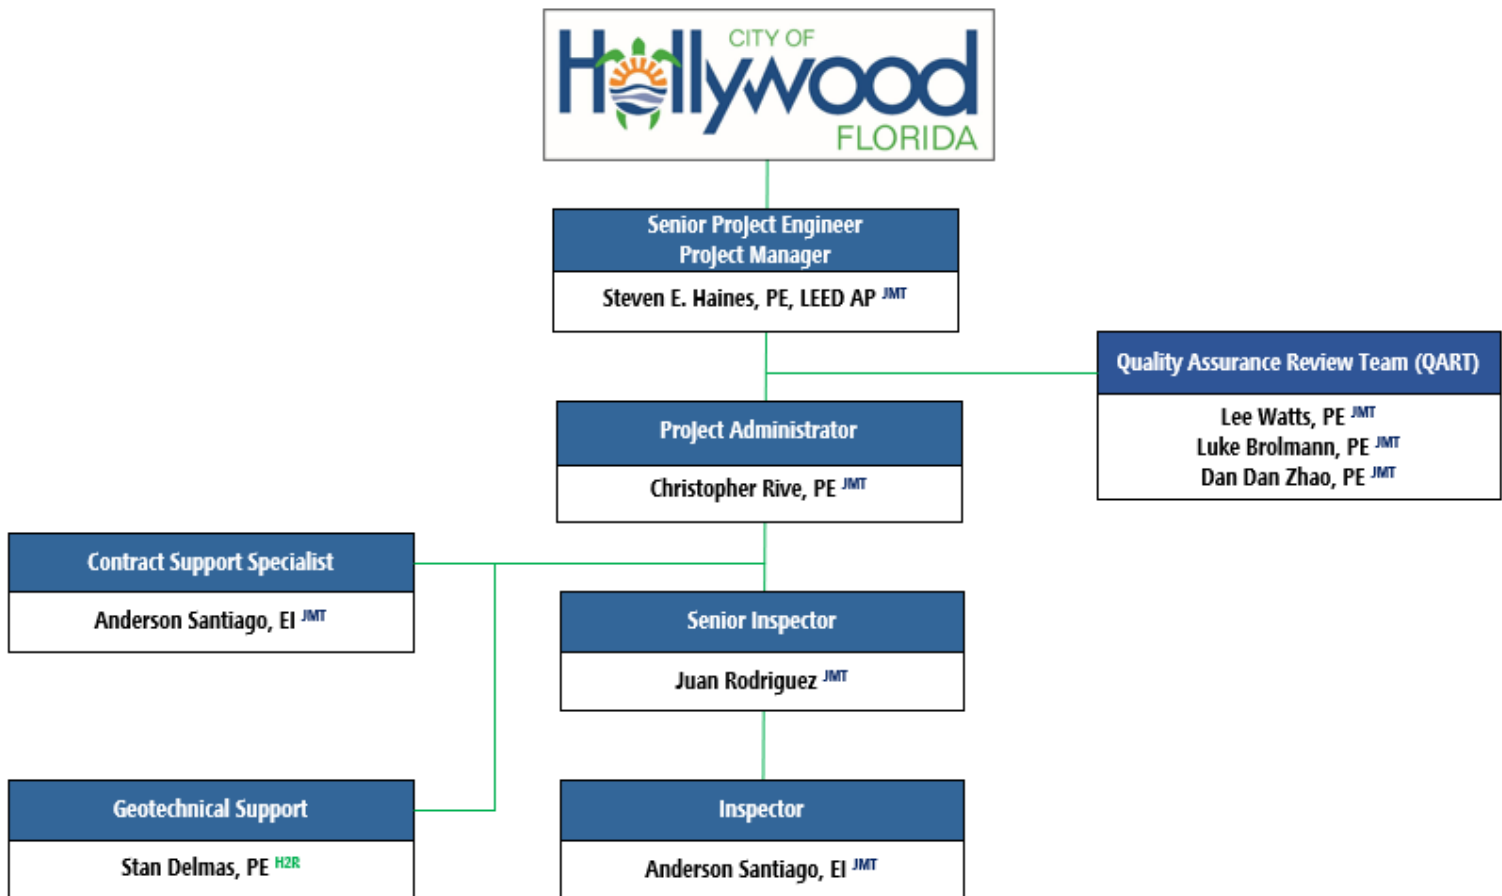 CITY OF
Hollywood
FLORIDA
Senior Project Engineer
Project Manager
Steven E. Haines, PE, LEED AP JMT
Quality Assurance Review Team (QART)
Lee Watts, PE JMT
Luke Brolmann, PE JMT
Dan Dan Zhao, PE JMT
Project Administrator
Christopher Rive, PE JMT
Contract Support Specialist
Anderson Santiago, EI JMT
Senior Inspector
Juan Rodriguez JMT
Geotechnical Support
Stan Delmas, PE H2R
Inspector
Anderson Santiago, EI JMT